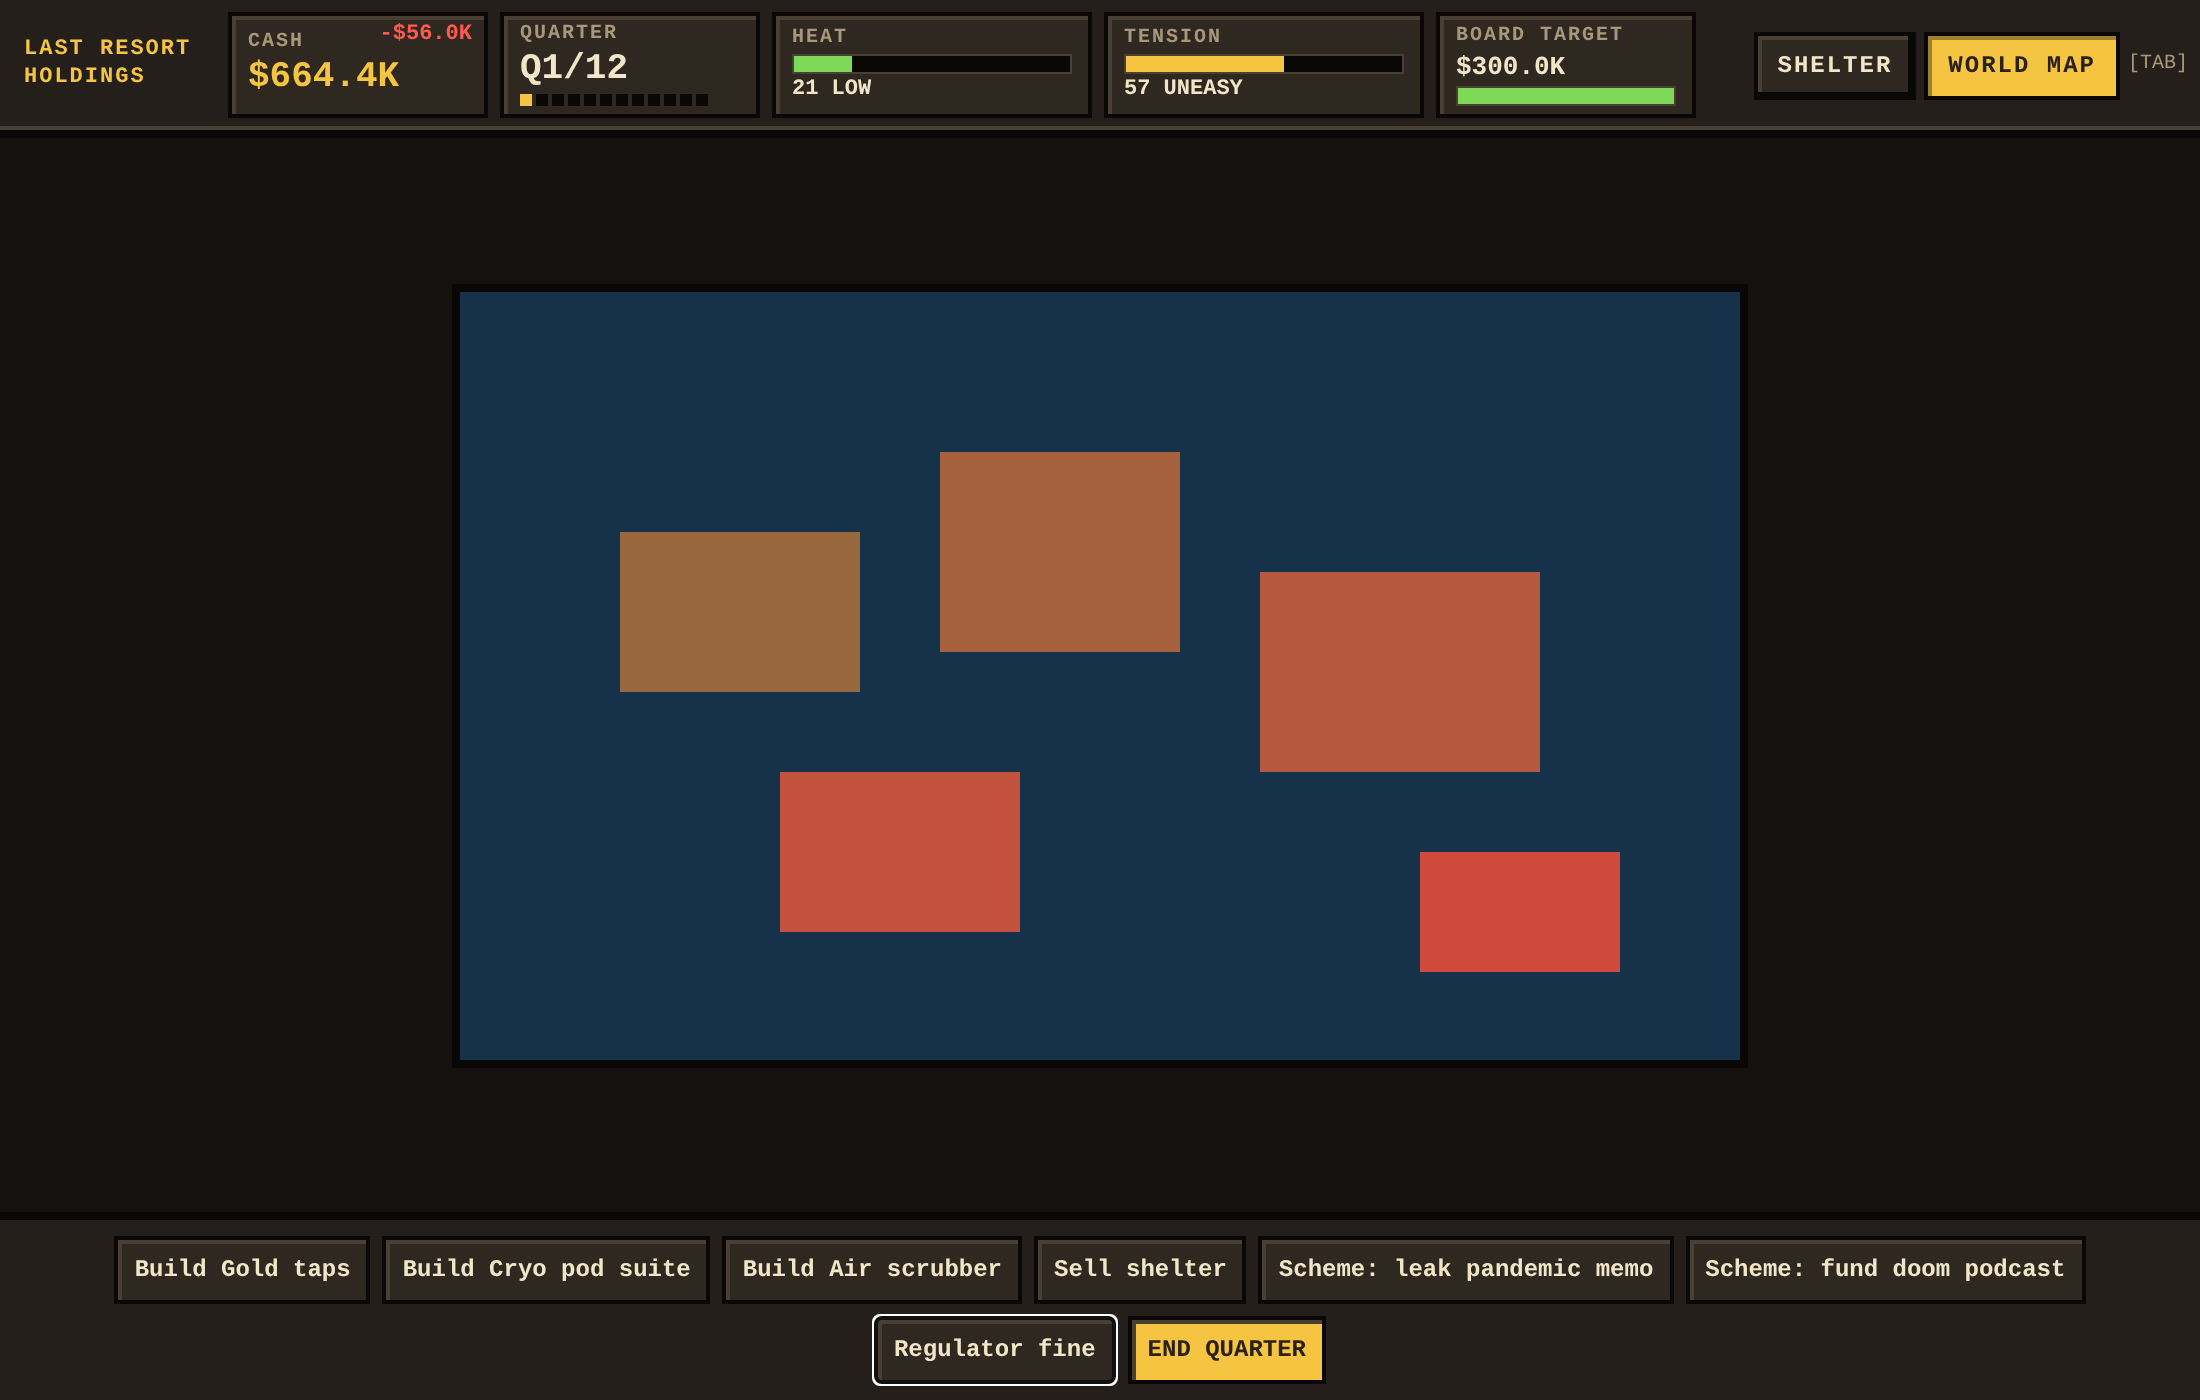 LAST RESORT
HOLDINGS
CASH
-$56.0K
$664.4K
QUARTER
Q1/12
HEAT
21 LOW
TENSION
57 UNEASY
BOARD TARGET
$300.0K
SHELTER
WORLD MAP
[TAB]
Build Gold taps
Build Cryo pod suite
Build Air scrubber
Sell shelter
Scheme: leak pandemic memo
Scheme: fund doom podcast
Regulator fine
END QUARTER